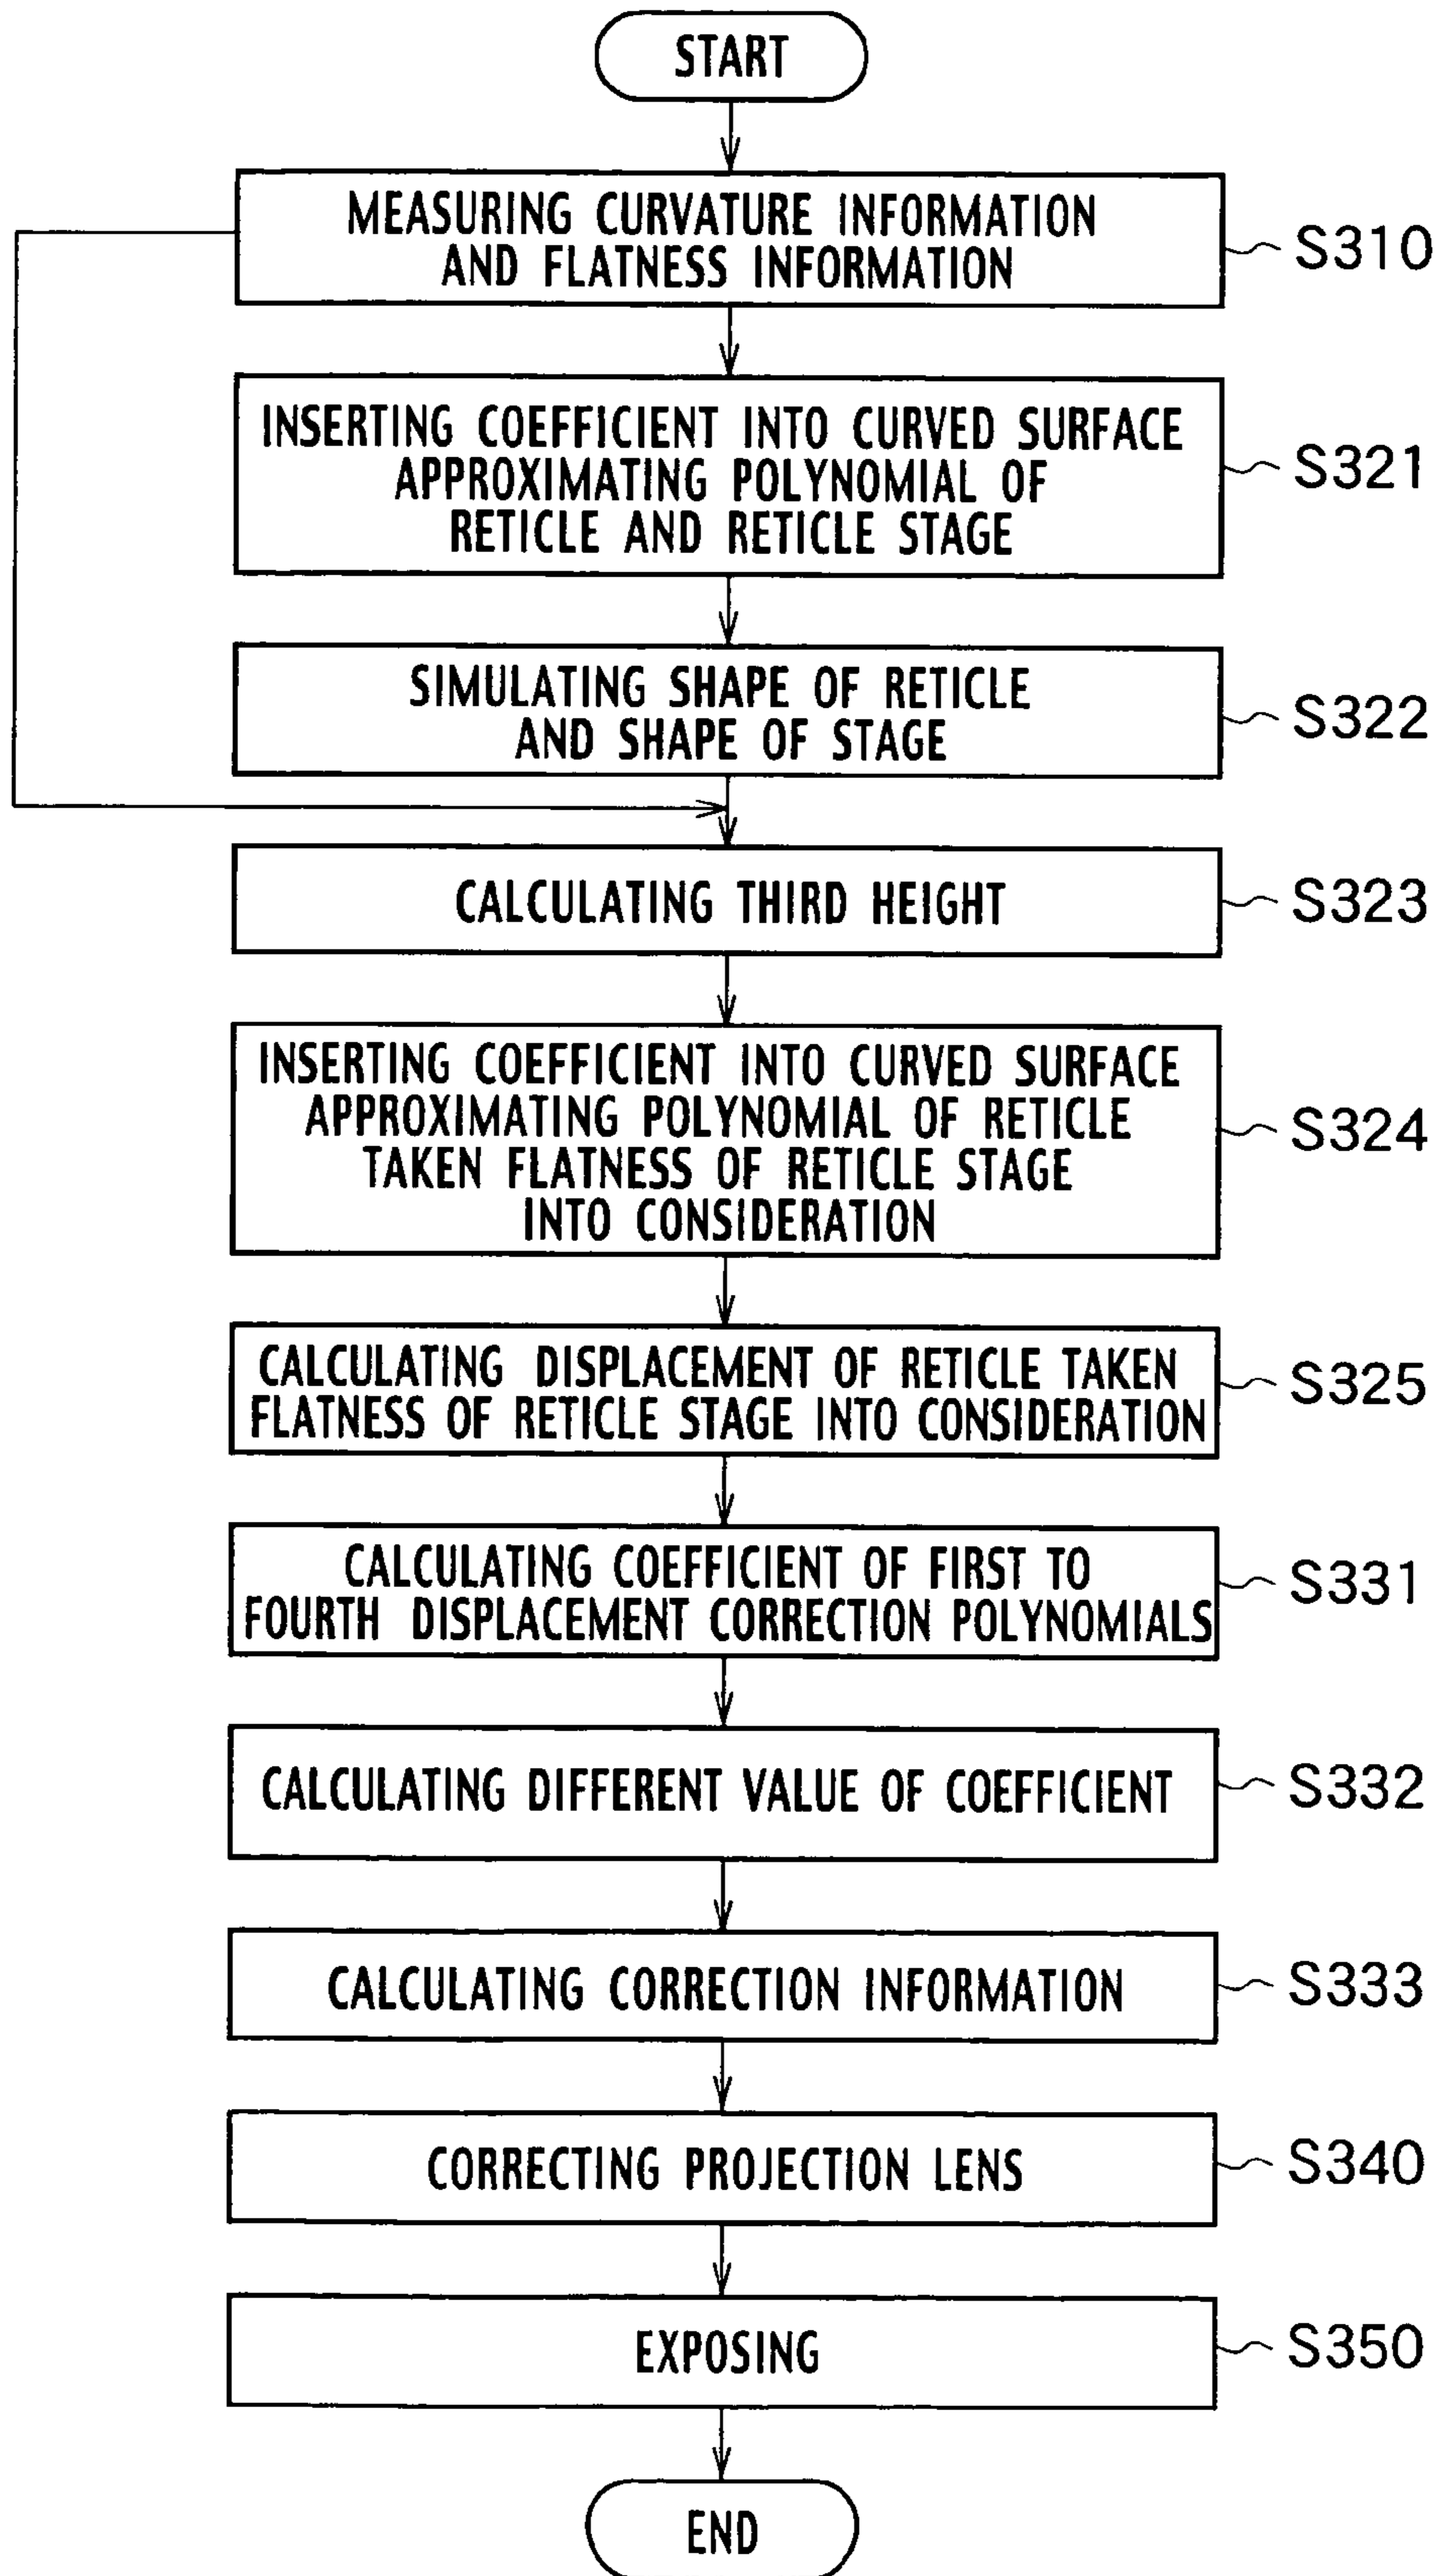 START
MEASURING CURVATURE INFORMATION
AND FLATNESS INFORMATION
S310
INSERTING COEFFICIENT INTO CURVED SURFACE
APPROXIMATING POLYNOMIAL OF
RETICLE AND RETICLE STAGE
S321
SIMULATING SHAPE OF RETICLE
AND SHAPE OF STAGE
S322
CALCULATING THIRD HEIGHT
S323
INSERTING COEFFICIENT INTO CURVED SURFACE
APPROXIMATING POLYNOMIAL OF RETICLE
TAKEN FLATNESS OF RETICLE STAGE
INTO CONSIDERATION
S324
CALCULATING DISPLACEMENT OF RETICLE TAKEN
FLATNESS OF RETICLE STAGE INTO CONSIDERATION
S325
CALCULATING COEFFICIENT OF FIRST TO
FOURTH DISPLACEMENT CORRECTION POLYNOMIALS
S331
CALCULATING DIFFERENT VALUE OF COEFFICIENT
S332
CALCULATING CORRECTION INFORMATION
S333
CORRECTING PROJECTION LENS
S340
EXPOSING
S350
END